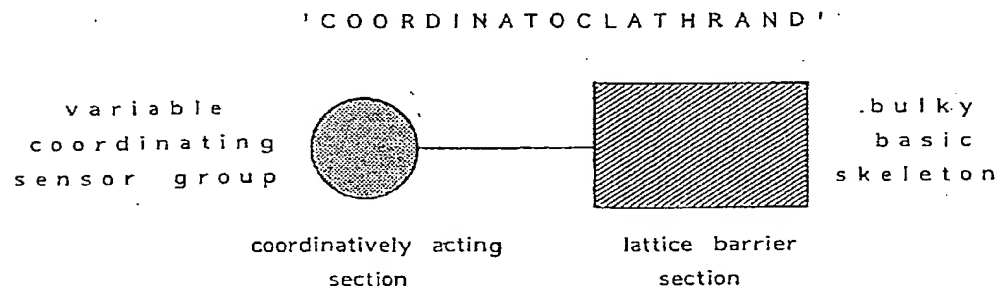 'COORDINATOCLATHRAND'
variable
coordinating
sensor group
bulky
basic
skeleton
coordinatively acting
section
lattice barrier
section